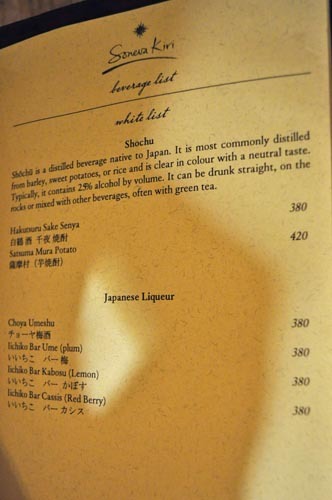 Soneva Kiri
beverage list
white list
Shōchu
Shōchū is a distilled beverage native to Japan. It is most commonly distilled
from barley, sweet potatoes, or rice and is clear in colour with a neutral taste.
Typically, it contains 25% alcohol by volume. It can be drunk straight, on the
rocks or mixed with other beverages, often with green tea.
Hakutsuru Sake Senya 380
白鶴 酒 千夜 焼酎
Satsuma Mura Potato 420
薩摩村（芋焼酎）
Japanese Liqueur
Choya Umeshu 380
チョーヤ梅酒
Iichiko Bar Ume (plum) 380
いいちこ バー 梅
Iichiko Bar Kabosu (Lemon) 380
いいちこ バー かぼす
Iichiko Bar Cassis (Red Berry) 380
いいちこ バー カシス